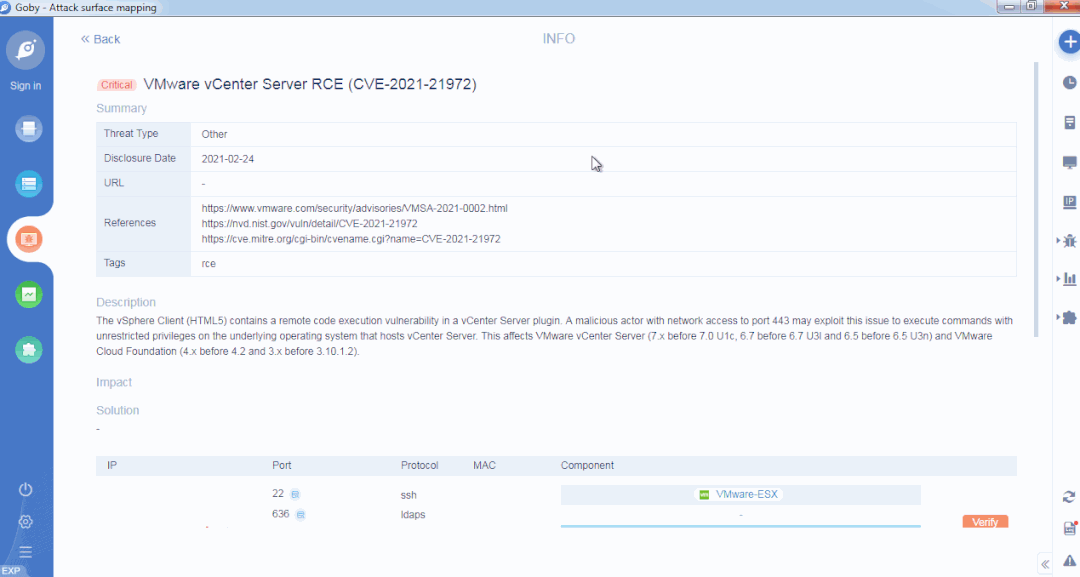 Goby - Attack surface mapping
« Back
INFO
Sign in
Critical VMware vCenter Server RCE (CVE-2021-21972)
Summary
Threat Type Other
Disclosure Date 2021-02-24
URL -
https://www.vmware.com/security/advisories/VMSA-2021-0002.html
References https://nvd.nist.gov/vuln/detail/CVE-2021-21972
https://cve.mitre.org/cgi-bin/cvename.cgi?name=CVE-2021-21972
Tags rce
Description
The vSphere Client (HTML5) contains a remote code execution vulnerability in a vCenter Server plugin. A malicious actor with network access to port 443 may exploit this issue to execute commands with
unrestricted privileges on the underlying operating system that hosts vCenter Server. This affects VMware vCenter Server (7.x before 7.0 U1c, 6.7 before 6.7 U3l and 6.5 before 6.5 U3n) and VMware
Cloud Foundation (4.x before 4.2 and 3.x before 3.10.1.2).
Impact
Solution
-
IP Port Protocol MAC Component
22 ssh VMware-ESX
636 ldaps -
Verify
EXP
IP